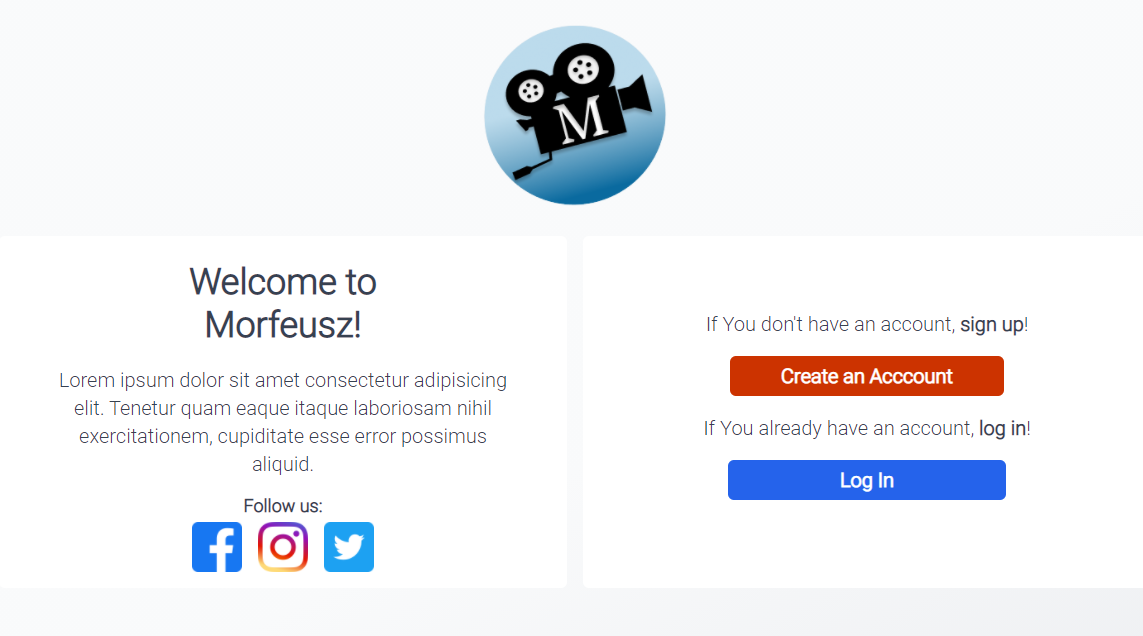 M
Welcome to
Morfeusz!
Lorem ipsum dolor sit amet consectetur adipisicing
elit. Tenetur quam eaque itaque laboriosam nihil
exercitationem, cupiditate esse error possimus
aliquid.
Follow us:
If You don't have an account, sign up!
Create an Acccount
If You already have an account, log in!
Log In